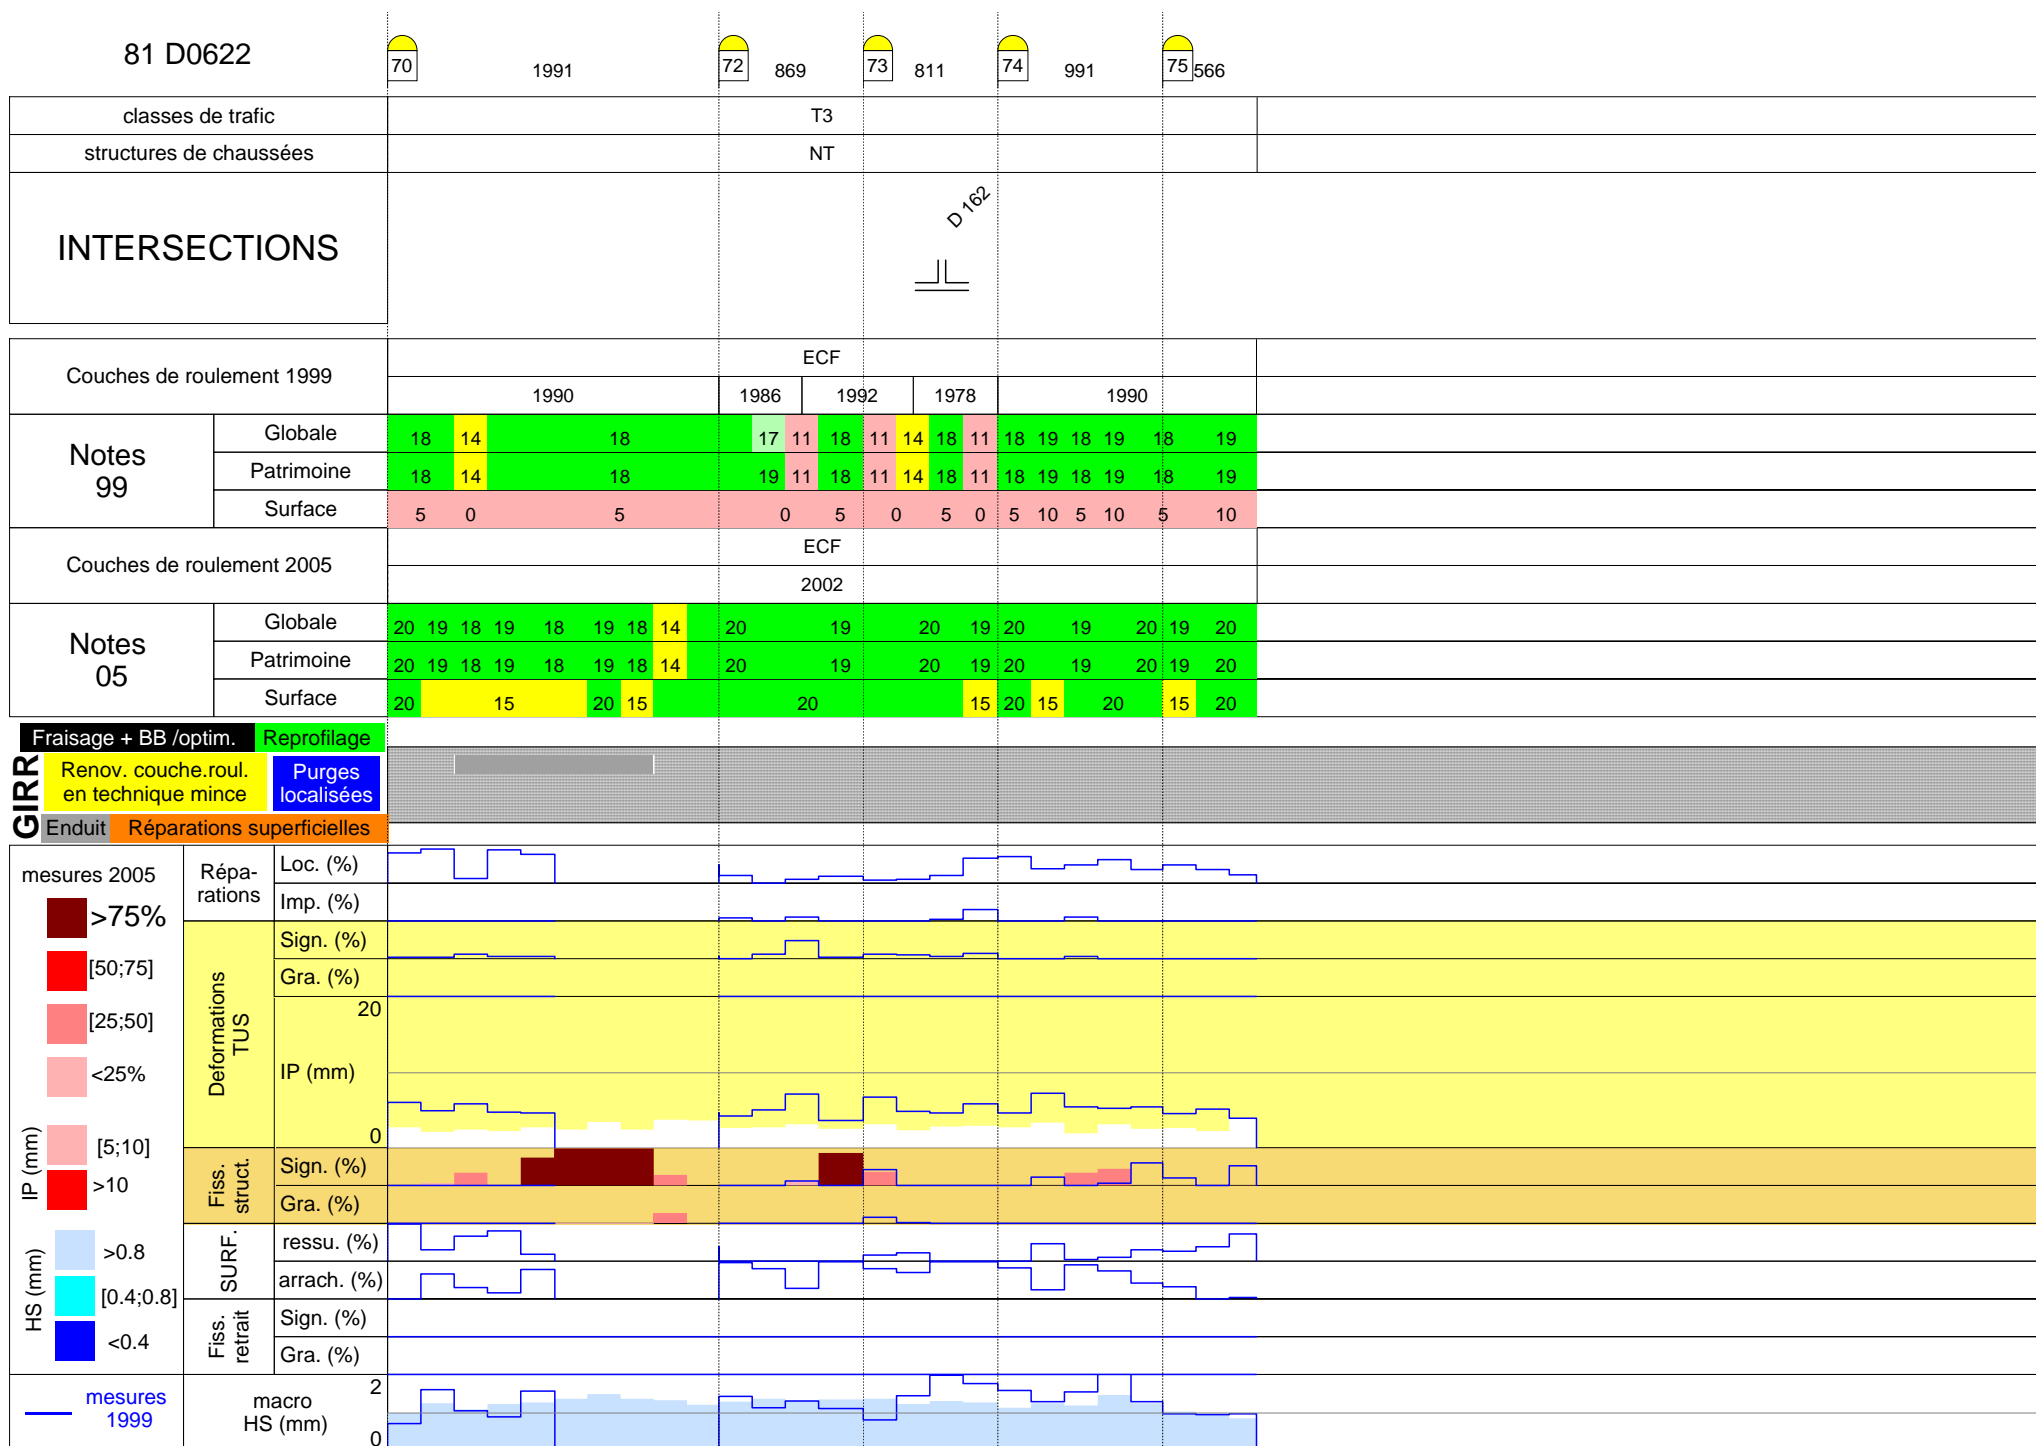 81 D0622
70 1991 72 869 73 811 74 991 75 566
classes de trafic T3
structures de chaussées NT
INTERSECTIONS
D 162
Couches de roulement 1999
ECF
1990 1986 1992 1978 1990
Notes
99
Globale 18 14 18 17 11 18 11 14 18 11 18 19 18 19 18 19
Patrimoine 18 14 18 19 11 18 11 14 18 11 18 19 18 19 18 19
Surface 5 0 5 0 5 0 5 0 5 10 5 10 5 10
Couches de roulement 2005
ECF
2002
Notes
05
Globale 20 19 18 19 18 19 18 14 20 19 20 19 20 19 20 19 20
Patrimoine 20 19 18 19 18 19 18 14 20 19 20 19 20 19 20 19 20
Surface 20 15 20 15 20 15 20 15 20 15 20
GIRR
Fraisage + BB /optim. Reprofilage
Renov. couche.roul.
en technique mince
Purges
localisées
Enduit Réparations superficielles
mesures 2005
>75%
[50;75]
[25;50]
<25%
IP (mm)
[5;10]
>10
HS (mm)
>0.8
[0.4;0.8]
<0.4
mesures
1999
Répa-
rations
Loc. (%)
Imp. (%)
Deformations
TUS
Sign. (%)
Gra. (%)
20
IP (mm)
0
Fiss.
struct.
Sign. (%)
Gra. (%)
SURF.
ressu. (%)
arrach. (%)
Fiss.
retrait
Sign. (%)
Gra. (%)
macro
HS (mm)
2
0